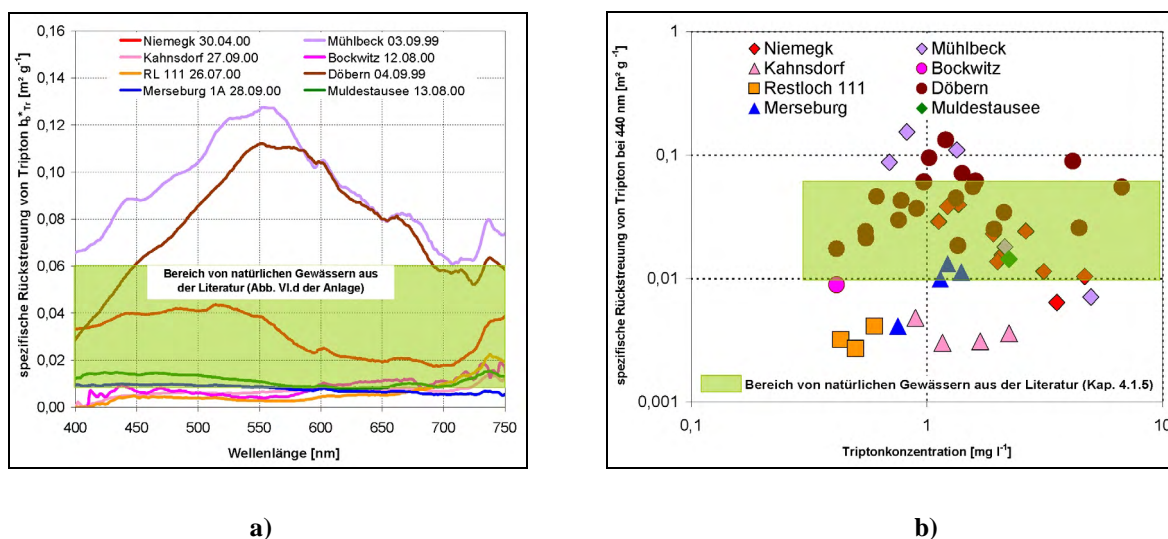 0,16
0,14
0,12
0,10
0,08
0,06
0,04
0,02
0,00
spezifische Rückstreuung von Tripton b_b*_Tr. [m² g⁻¹]
Niemegk 30.04.00
Mühlbeck 03.09.99
Kahnsdorf 27.09.00
Bockwitz 12.08.00
RL 111 26.07.00
Döbern 04.09.99
Merseburg 1A 28.09.00
Muldestausee 13.08.00
Bereich von natürlichen Gewässern aus
der Literatur (Abb. VI.d der Anlage)
400 450 500 550 600 650 700 750
Wellenlänge [nm]
a)
1
0,1
0,01
0,001
spezifische Rückstreuung von Tripton bei 440 nm [m² g⁻¹]
Niemegk
Mühlbeck
Kahnsdorf
Bockwitz
Restloch 111
Döbern
Merseburg
Muldestausee
Bereich von natürlichen Gewässern aus der Literatur (Kap. 4.1.5)
0,1 1 10
Triptonkonzentration [mg l⁻¹]
b)